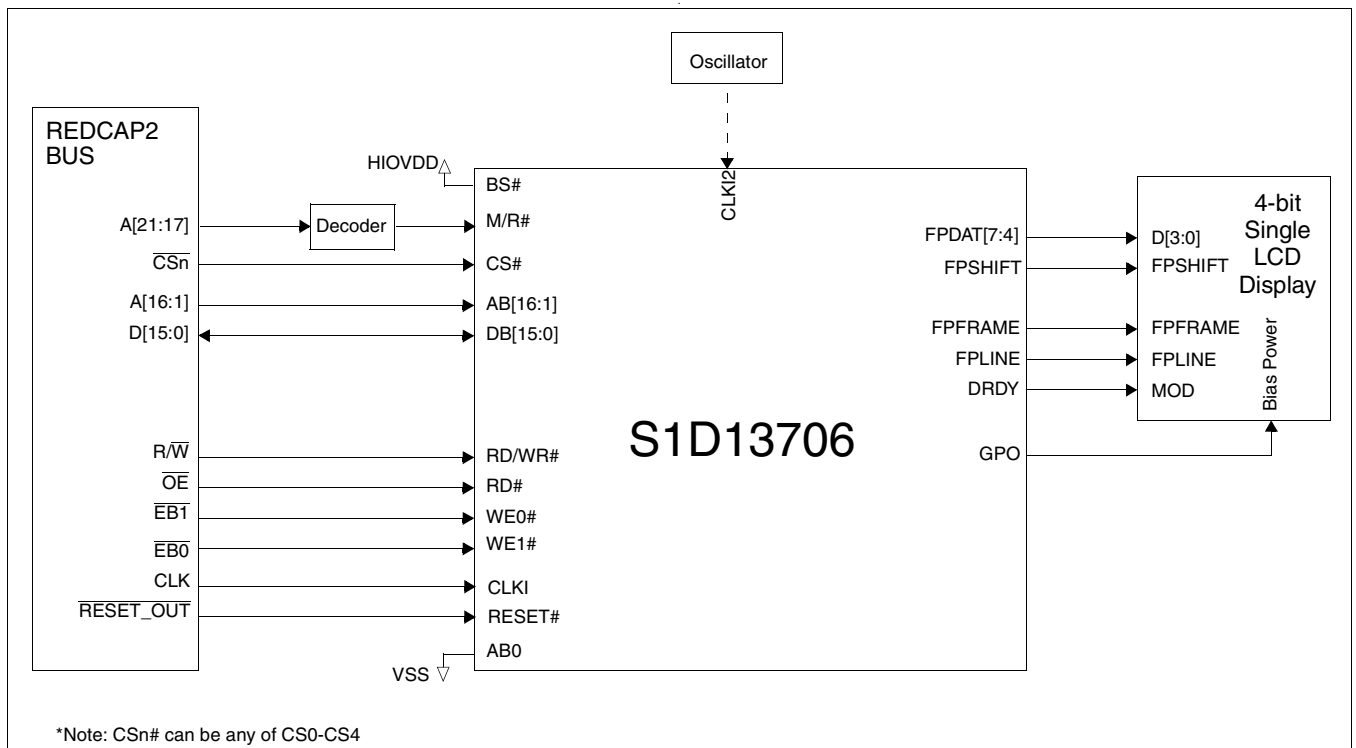 Oscillator
REDCAP2
BUS
HIOVDD
BS#
CLKI2
A[21:17]
Decoder
M/R#
CSn
CS#
A[16:1]
AB[16:1]
D[15:0]
DB[15:0]
R/W
RD/WR#
OE
RD#
EB1
WE0#
EB0
WE1#
CLK
CLKI
RESET_OUT
RESET#
AB0
VSS
S1D13706
FPDAT[7:4]
FPSHIFT
FPFRAME
FPLINE
DRDY
GPO
4-bit
Single
LCD
Display
D[3:0]
FPSHIFT
FPFRAME
FPLINE
MOD
Bias Power
*Note: CSn# can be any of CS0-CS4